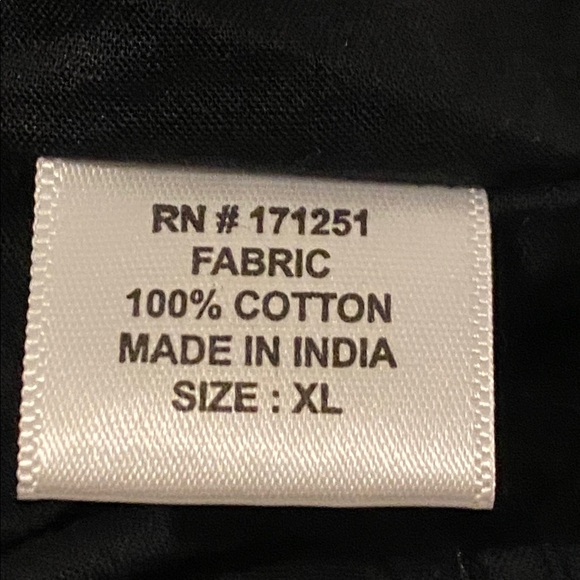 RN # 171251
FABRIC
100% COTTON
MADE IN INDIA
SIZE : XL